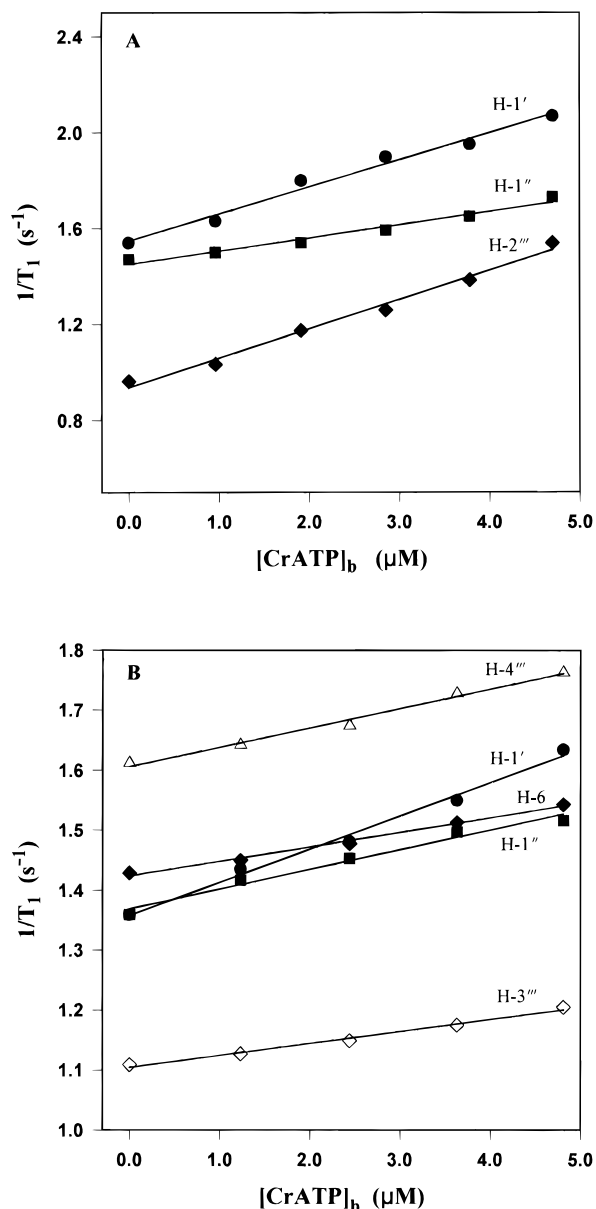 A
2.4
2.0
1.6
1.2
0.8
1/T₁ (s⁻¹)
H-1′
H-1″
H-2‴
0.0 1.0 2.0 3.0 4.0 5.0
[CrATP]b (μM)
B
1.8
1.7
1.6
1.5
1.4
1.3
1.2
1.1
1.0
1/T₁ (s⁻¹)
H-4‴
H-1′
H-6
H-1″
H-3‴
0.0 1.0 2.0 3.0 4.0 5.0
[CrATP]b (μM)